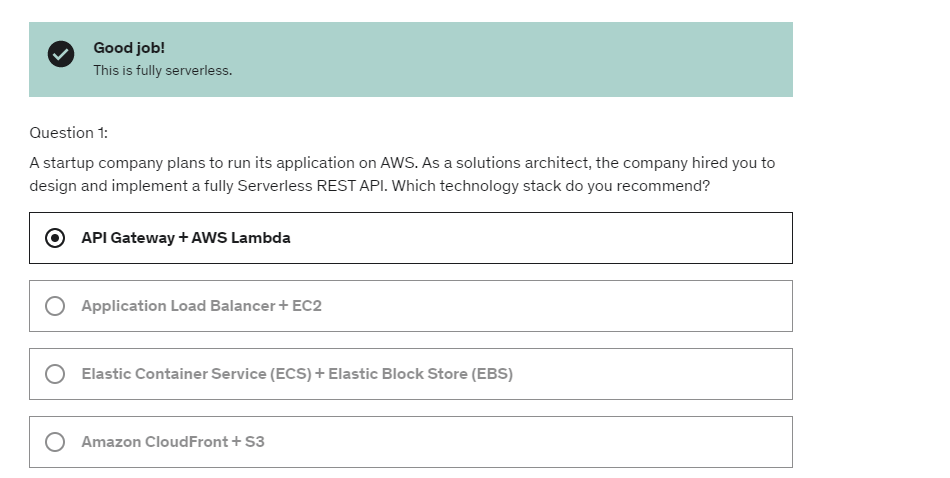 Good job!
This is fully serverless.
Question 1:
A startup company plans to run its application on AWS. As a solutions architect, the company hired you to
design and implement a fully Serverless REST API. Which technology stack do you recommend?
API Gateway + AWS Lambda
Application Load Balancer + EC2
Elastic Container Service (ECS) + Elastic Block Store (EBS)
Amazon CloudFront + S3